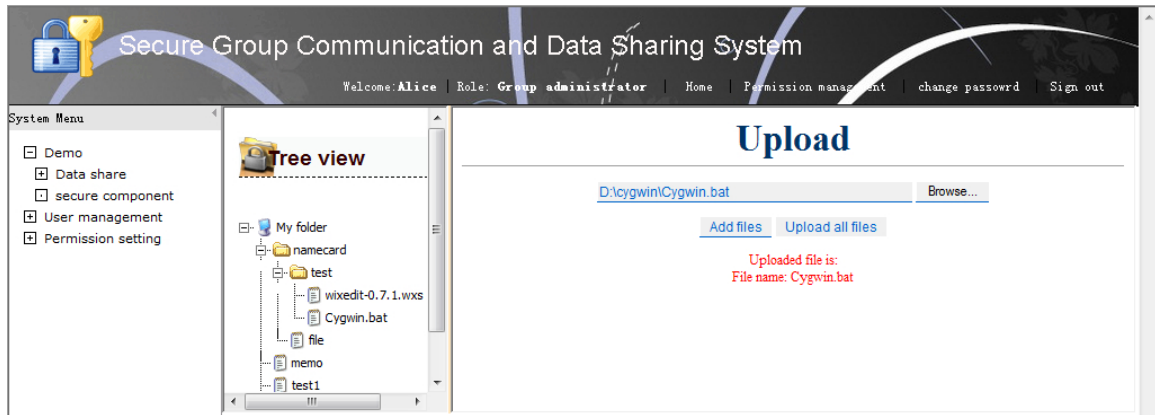 Secure Group Communication and Data Sharing System
Welcome:Alice | Role: Group administrator | Home | Permission management | change passowrd | Sign out
System Menu
Demo
Data share
secure component
User management
Permission setting
Tree view
My folder
namecard
test
wixedit-0.7.1.wxs
Cygwin.bat
file
memo
test1
Upload
D:\cygwin\Cygwin.bat
Browse...
Add files
Upload all files
Uploaded file is:
File name: Cygwin.bat